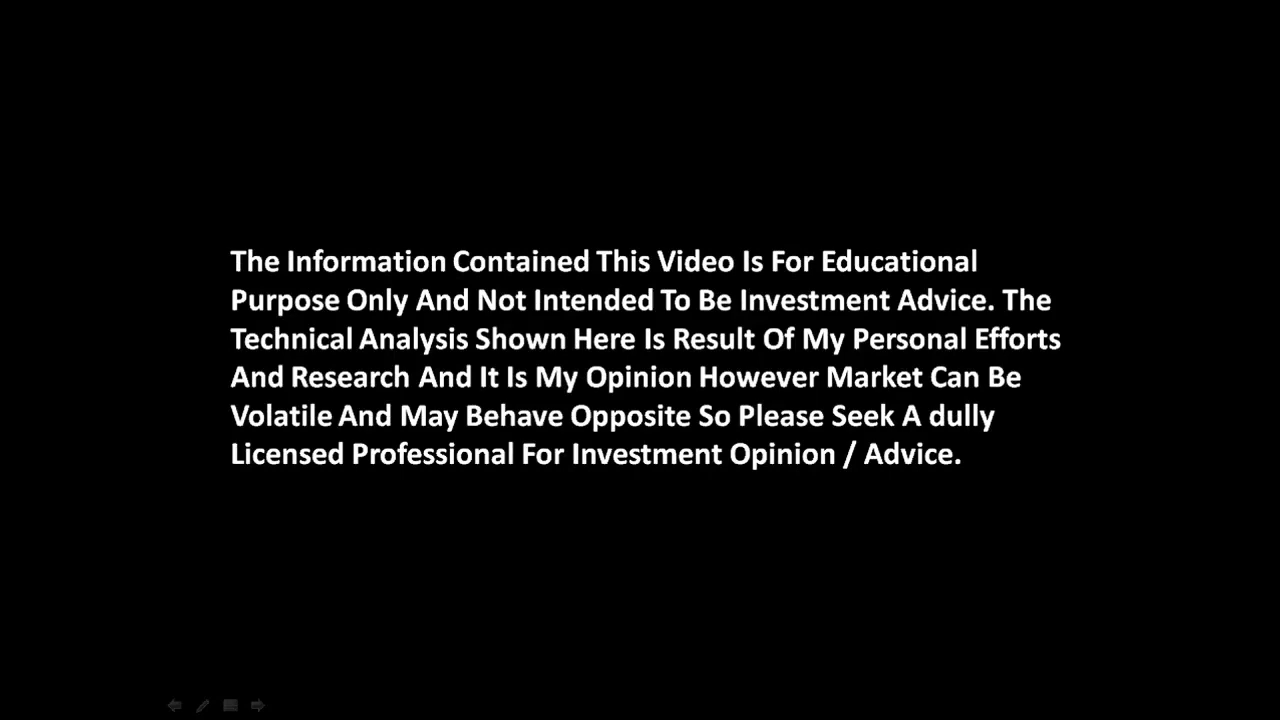 The Information Contained This Video Is For Educational
Purpose Only And Not Intended To Be Investment Advice. The
Technical Analysis Shown Here Is Result Of My Personal Efforts
And Research And It Is My Opinion However Market Can Be
Volatile And May Behave Opposite So Please Seek A dully
Licensed Professional For Investment Opinion / Advice.